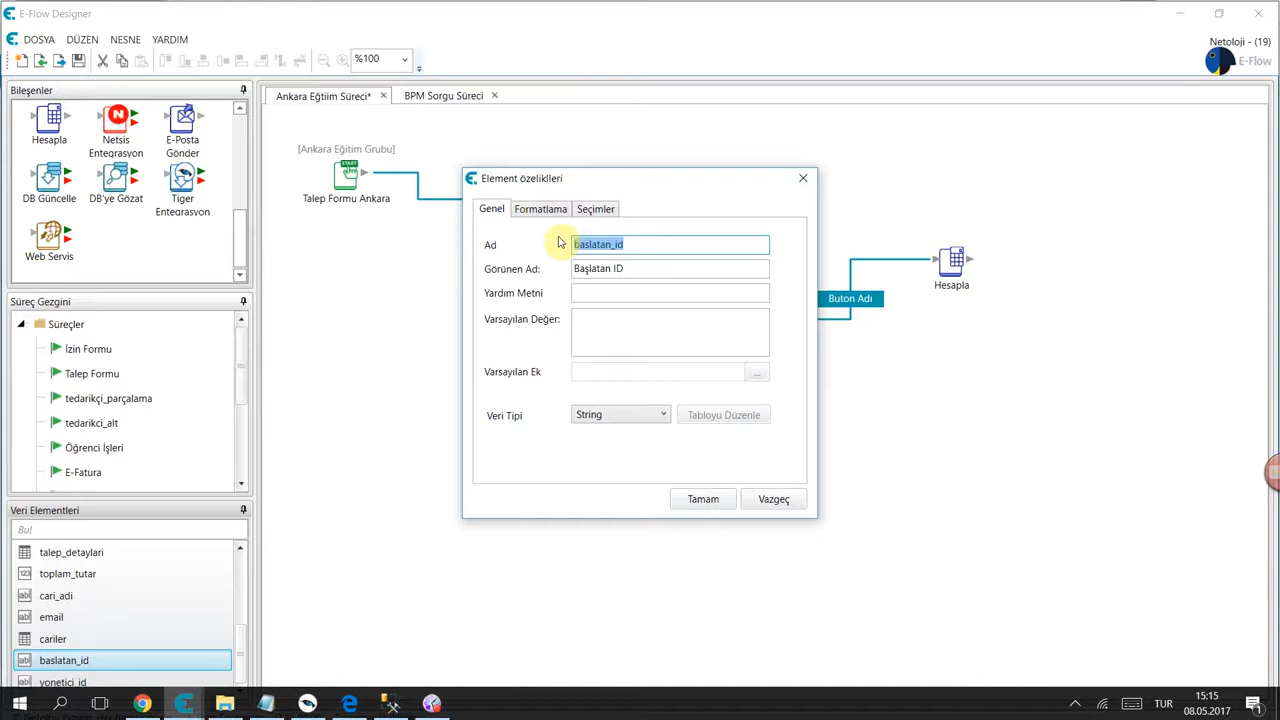 E-Flow Designer
DOSYA DÜZEN NESNE YARDIM
Netoloji - (19)
E-Flow
%100
Bileşenler
Hesapla
Netsis Entegrasyon
E-Posta Gönder
DB Güncelle
DB'ye Gözat
Tiger Entegrasyon
Web Servis
Süreç Gezgini
Süreçler
İzin Formu
Talep Formu
tedarikçi_parçalama
tedarikci_alt
Öğrenci İşleri
E-Fatura
Veri Elementleri
Bul
talep_detaylari
toplam_tutar
cari_adi
email
cariler
baslatan_id
yonetici_id
Ankara Eğtiim Süreci*
BPM Sorgu Süreci
[Ankara Eğitim Grubu]
START
Talep Formu Ankara
Buton Adı
Hesapla
Element özelikleri
Genel Formatlama Seçimler
Ad baslatan_id
Görünen Ad: Başlatan ID
Yardım Metni
Varsayılan Değer:
Varsayılan Ek ...
Veri Tipi String Tabloyu Düzenle
Tamam Vazgeç
TUR
15:15
08.05.2017